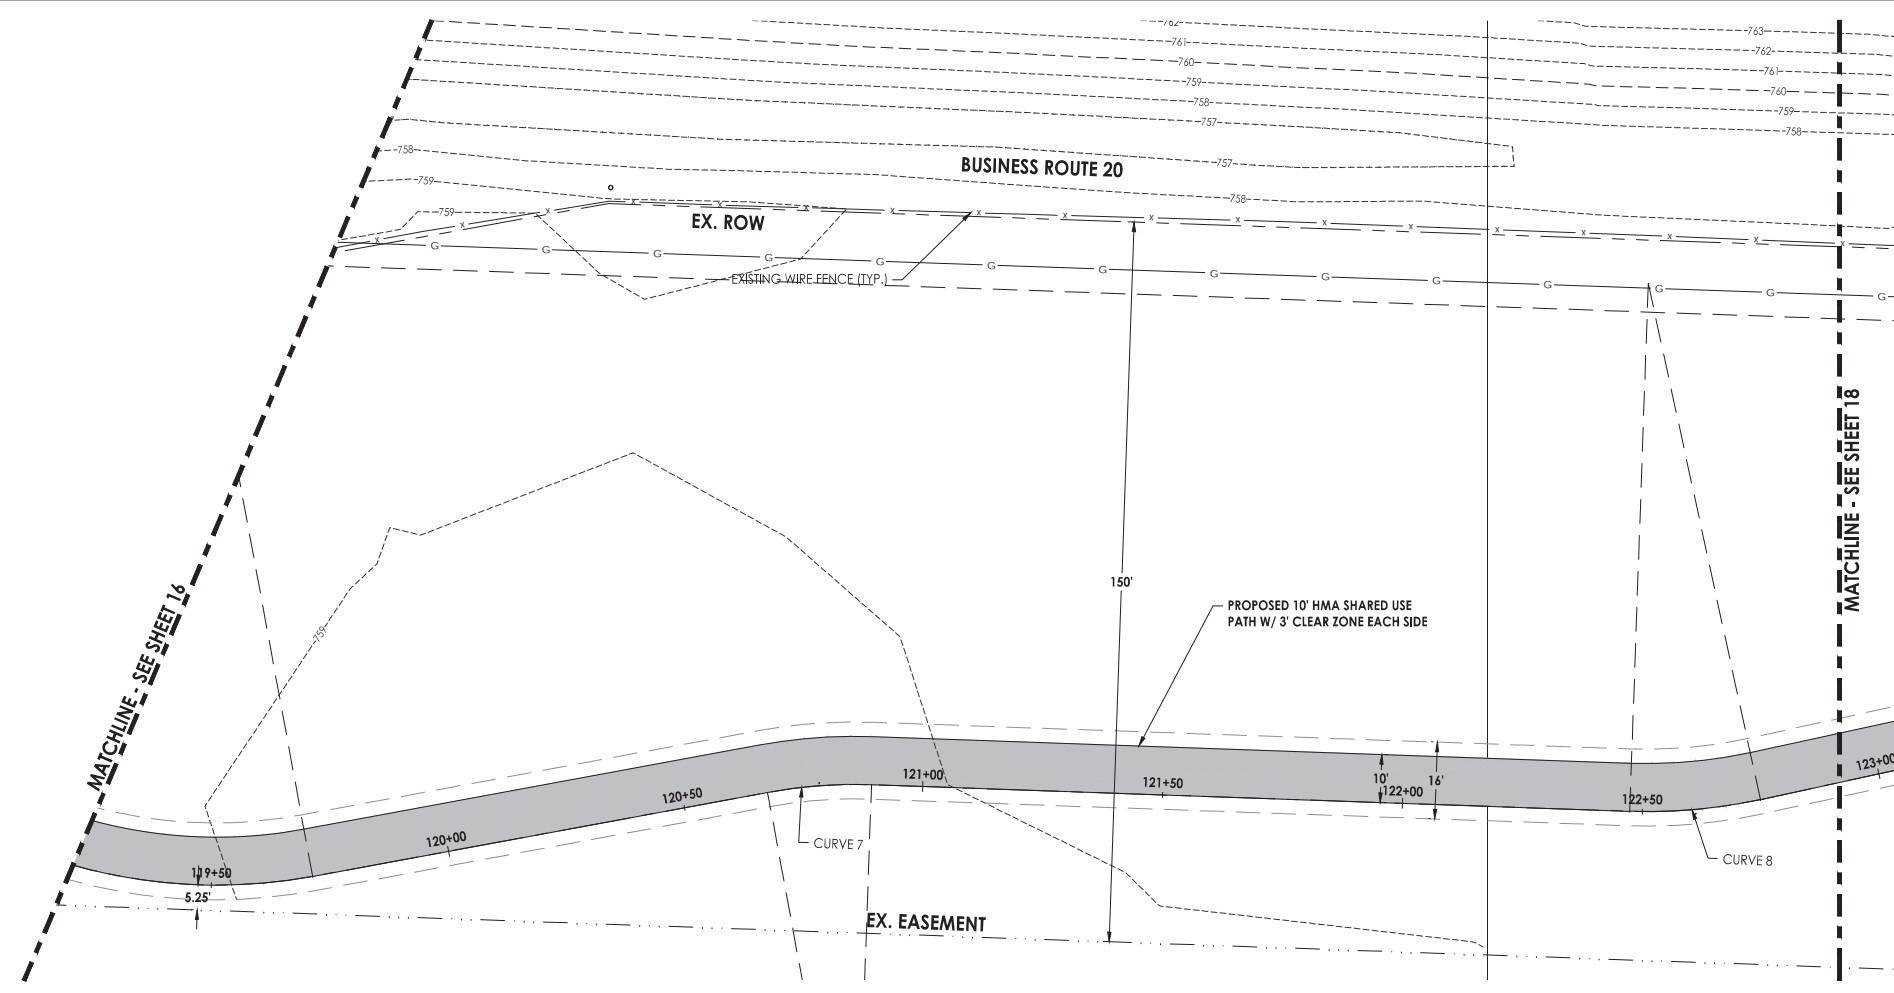 762
763
761
762
760
761
759
760
758
759
757
758
758
BUSINESS ROUTE 20
757
759
758
759
EX. ROW
x x x x x x x x x x x x x x x x x x
G G G G G G G G G G G G G G
EXISTING WIRE FENCE (TYP.)
MATCHLINE - SEE SHEET 16
MATCHLINE - SEE SHEET 18
759
150'
PROPOSED 10' HMA SHARED USE
PATH W/ 3' CLEAR ZONE EACH SIDE
119+50
120+00
120+50
121+00
121+50
10'
16'
122+00
122+50
123+00
CURVE 7
CURVE 8
5.25'
EX. EASEMENT